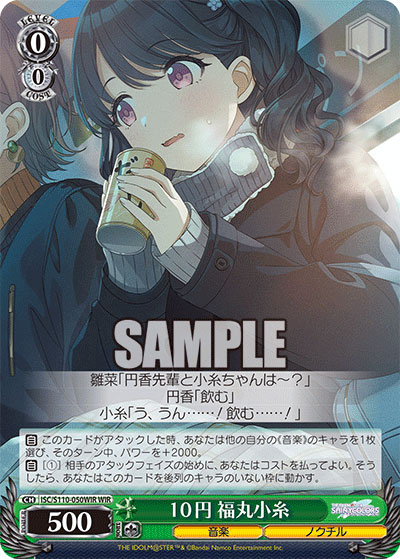 LEVEL
0
0
COST
SAMPLE
雛菜「円香先輩と小糸ちゃんは〜？」
円香「飲む」
小糸「う、うん……！飲む……！」
自 このカードがアタックした時、あなたは他の自分の《音楽》のキャラを1枚
選び、そのターン中、パワーを＋2000。
自 [①] 相手のアタックフェイズの始めに、あなたはコストを払ってよい。そう
したら、あなたはこのカードを後列のキャラのいない枠に動かす。
CH ISC/S110-050WIR WIR
500
10円 福丸小糸
SHINYCOLORS
音楽
ノクチル
THE IDOLM@STER™&©Bandai Namco Entertainment Inc.